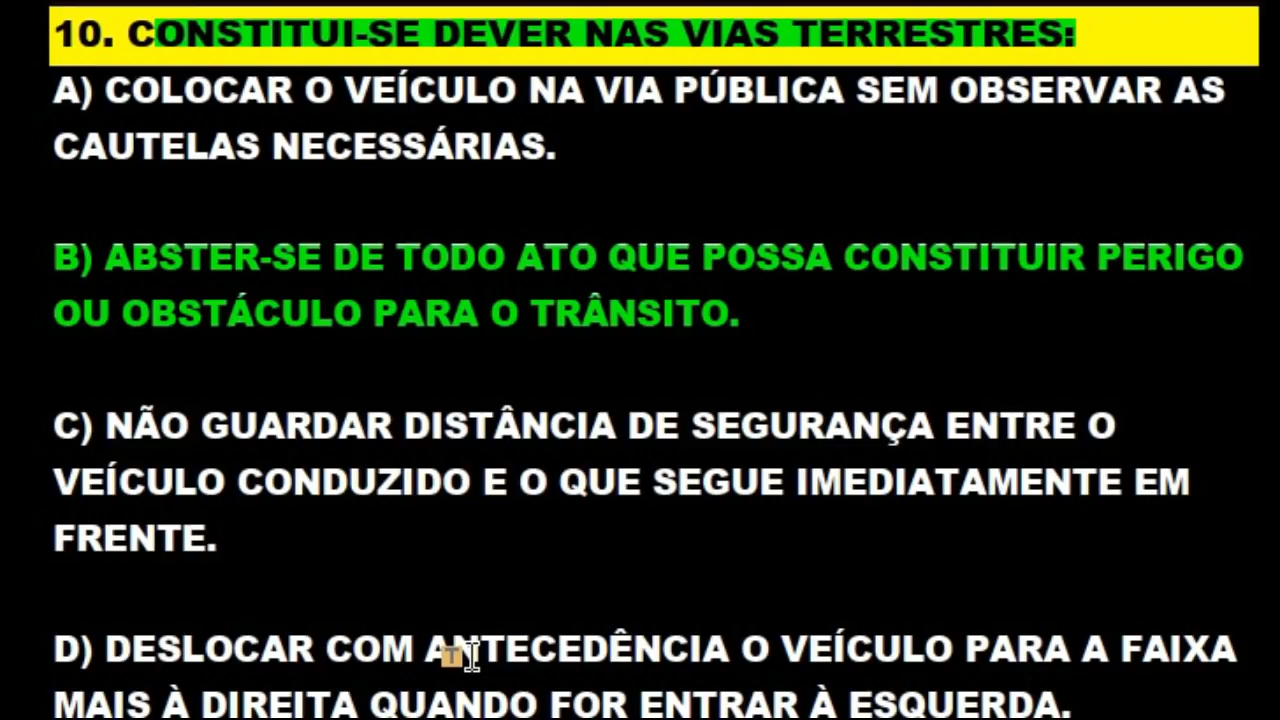 10. CONSTITUI-SE DEVER NAS VIAS TERRESTRES:
A) COLOCAR O VEÍCULO NA VIA PÚBLICA SEM OBSERVAR AS
CAUTELAS NECESSÁRIAS.
B) ABSTER-SE DE TODO ATO QUE POSSA CONSTITUIR PERIGO
OU OBSTÁCULO PARA O TRÂNSITO.
C) NÃO GUARDAR DISTÂNCIA DE SEGURANÇA ENTRE O
VEÍCULO CONDUZIDO E O QUE SEGUE IMEDIATAMENTE EM
FRENTE.
D) DESLOCAR COM ANTECEDÊNCIA O VEÍCULO PARA A FAIXA
MAIS À DIREITA QUANDO FOR ENTRAR À ESQUERDA.